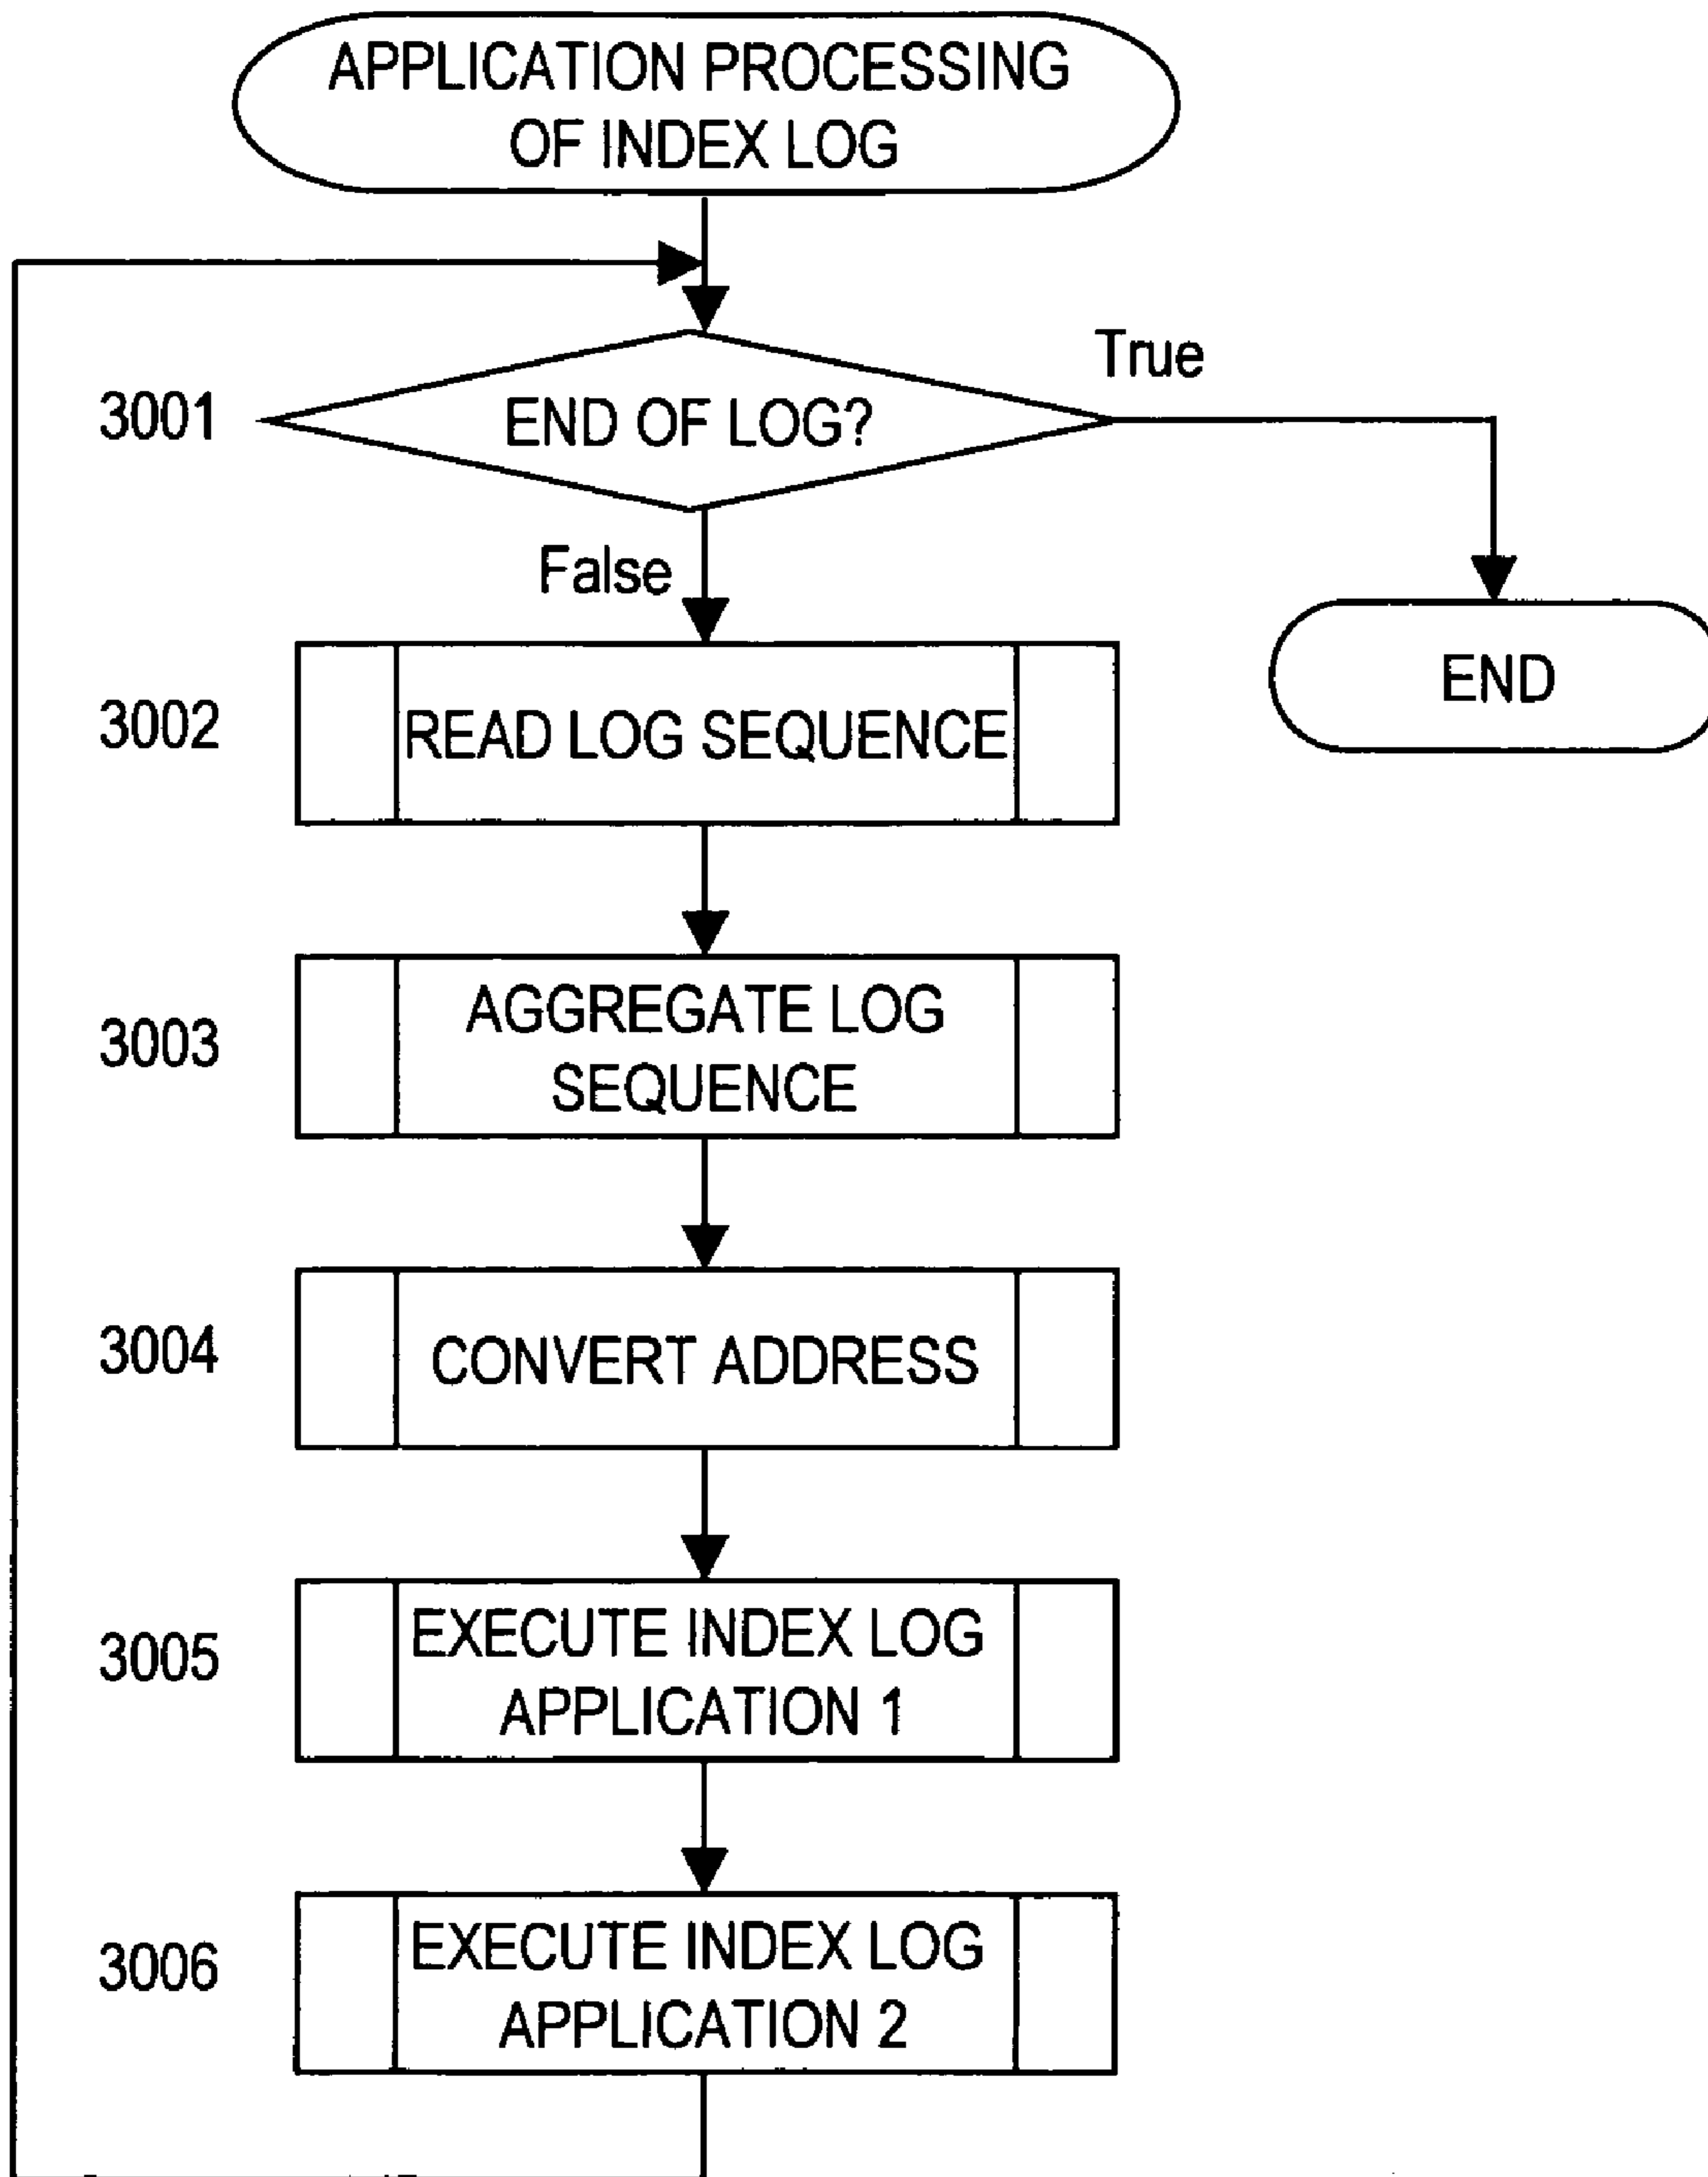 APPLICATION PROCESSING
OF INDEX LOG
True
3001
END OF LOG?
False
END
3002
READ LOG SEQUENCE
3003
AGGREGATE LOG
SEQUENCE
3004
CONVERT ADDRESS
3005
EXECUTE INDEX LOG
APPLICATION 1
3006
EXECUTE INDEX LOG
APPLICATION 2